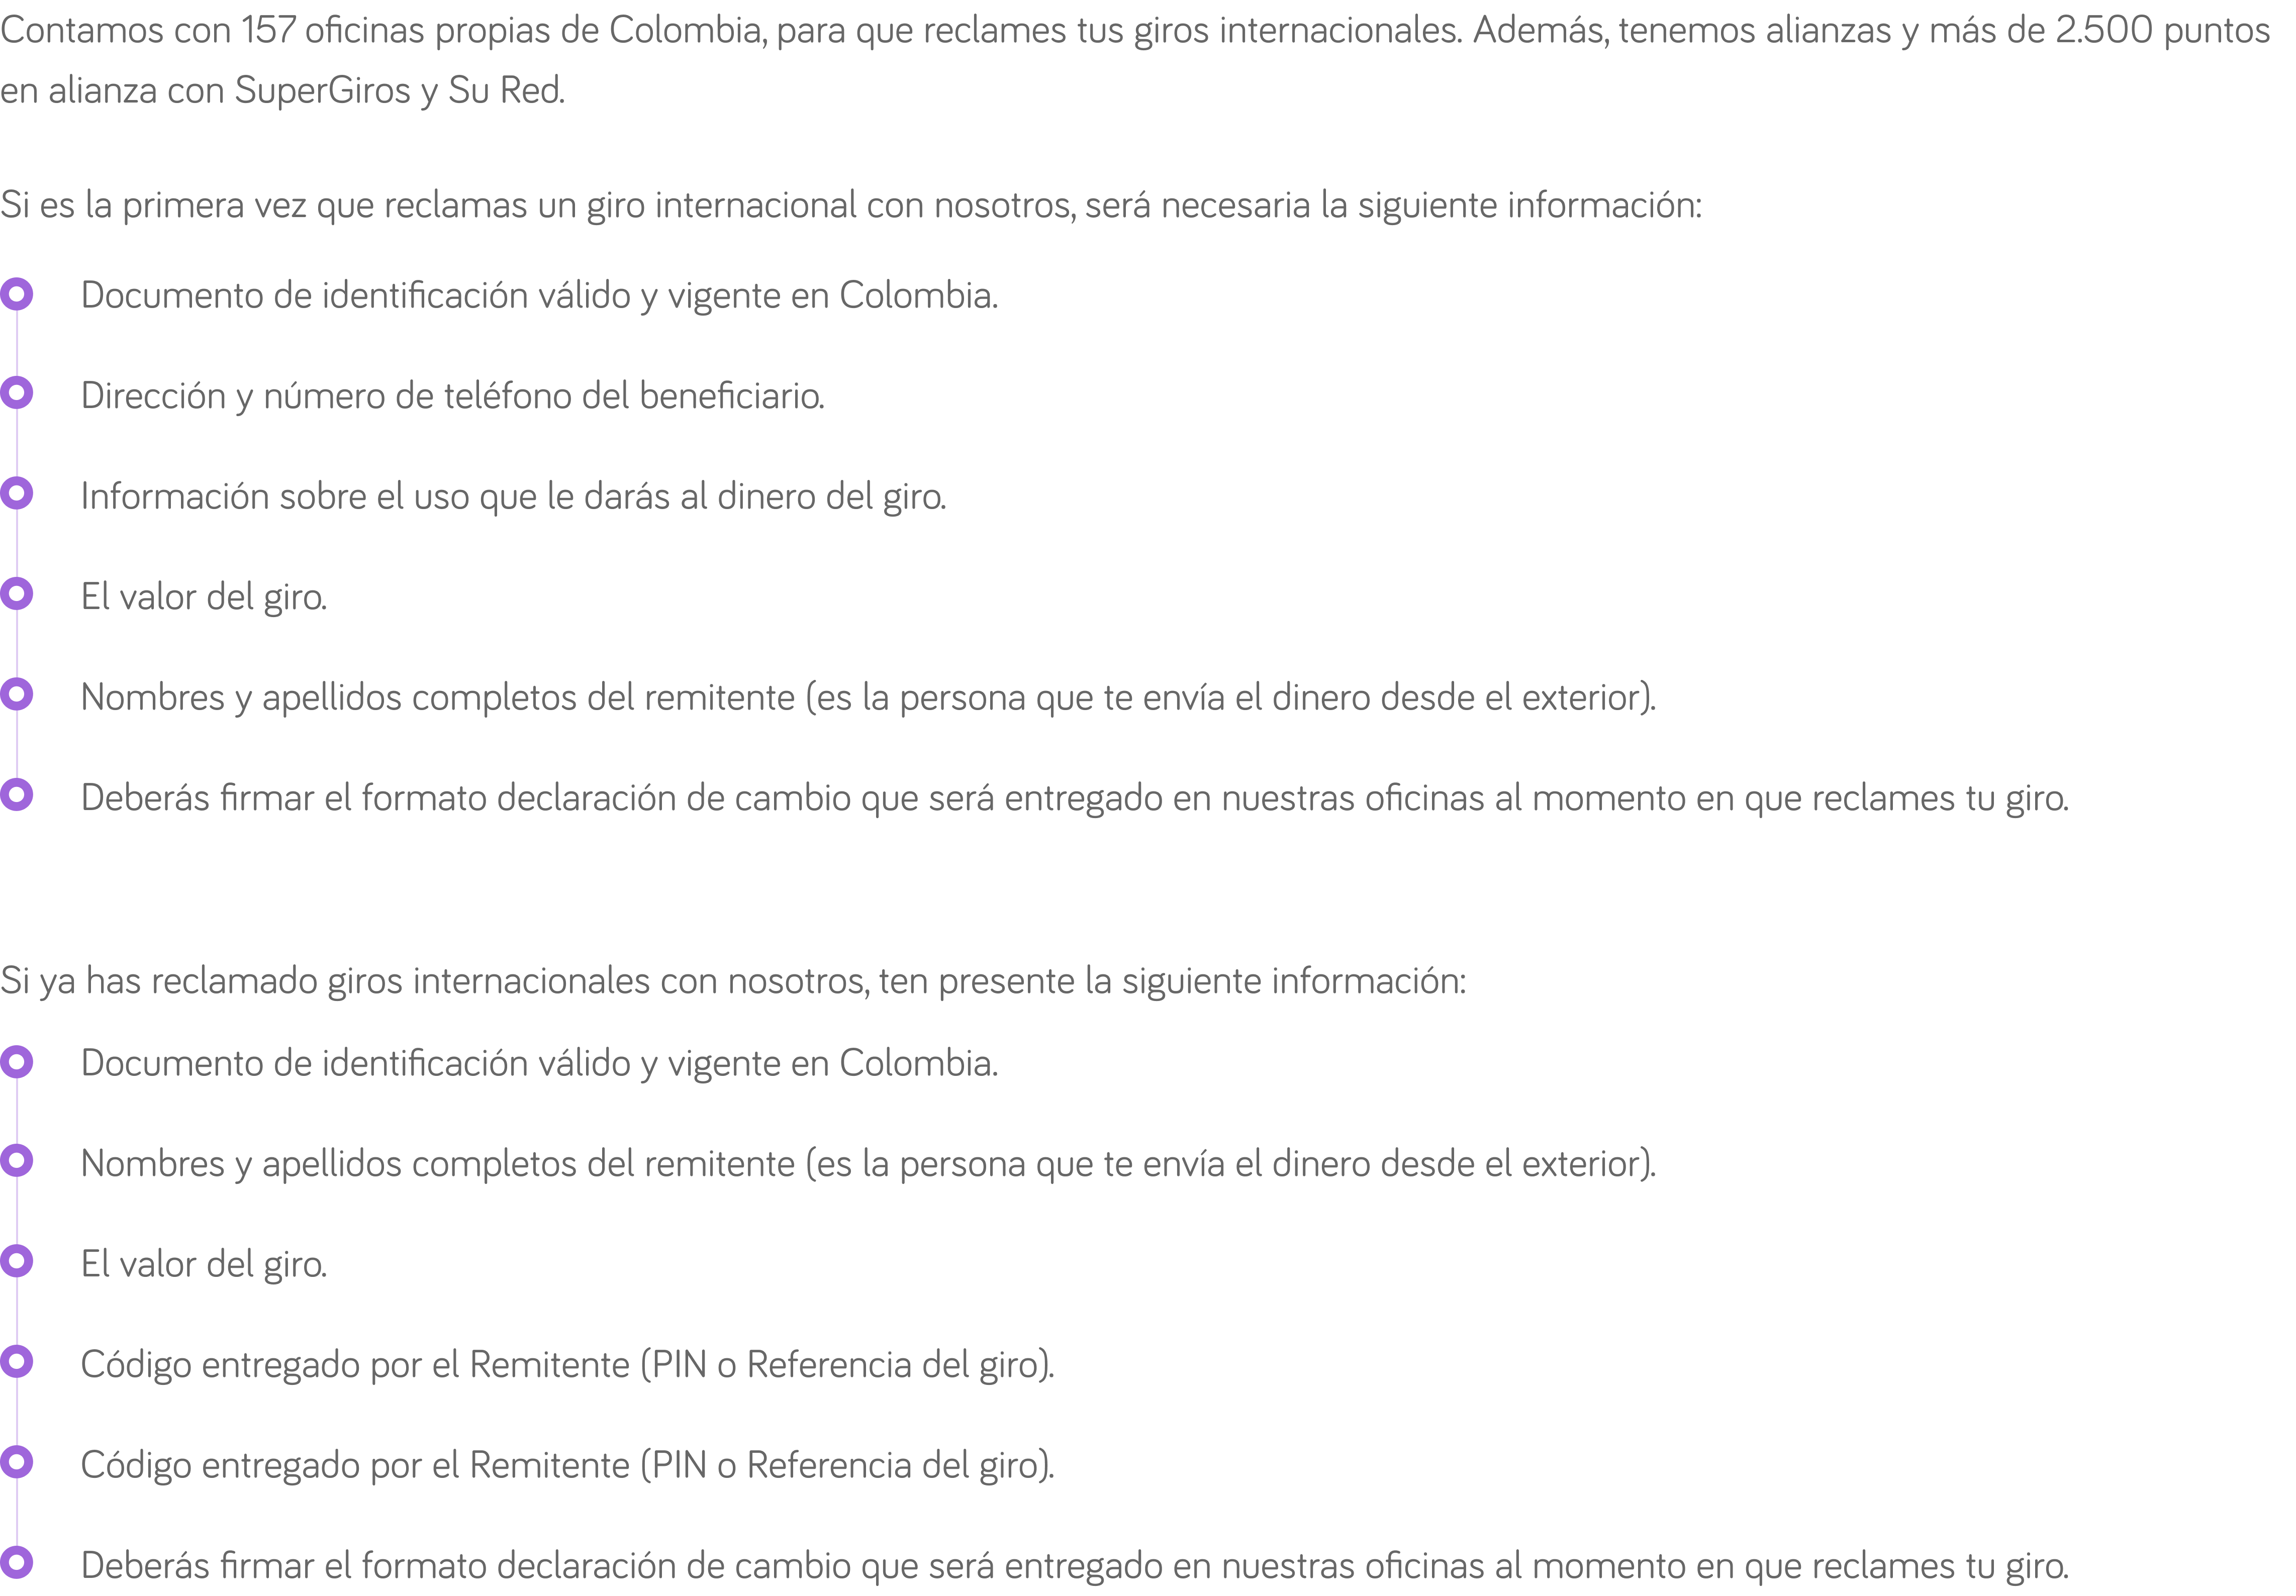 Contamos con 157 oficinas propias de Colombia, para que reclames tus giros internacionales. Además, tenemos alianzas y más de 2.500 puntos
en alianza con SuperGiros y Su Red.
Si es la primera vez que reclamas un giro internacional con nosotros, será necesaria la siguiente información:
Documento de identificación válido y vigente en Colombia.
Dirección y número de teléfono del beneficiario.
Información sobre el uso que le darás al dinero del giro.
El valor del giro.
Nombres y apellidos completos del remitente (es la persona que te envía el dinero desde el exterior).
Deberás firmar el formato declaración de cambio que será entregado en nuestras oficinas al momento en que reclames tu giro.
Si ya has reclamado giros internacionales con nosotros, ten presente la siguiente información:
Documento de identificación válido y vigente en Colombia.
Nombres y apellidos completos del remitente (es la persona que te envía el dinero desde el exterior).
El valor del giro.
Código entregado por el Remitente (PIN o Referencia del giro).
Código entregado por el Remitente (PIN o Referencia del giro).
Deberás firmar el formato declaración de cambio que será entregado en nuestras oficinas al momento en que reclames tu giro.